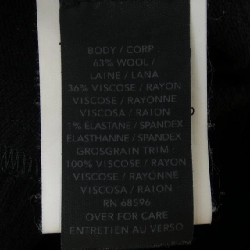 BODY / CORP
63% WOOL /
LAINE / LANA
36% VISCOSE / RAYON
VISCOSE / RAYONNE
VISCOSA / RAION
1% ELASTANE / SPANDEX
ELASTHANNE / SPANDEX
GROSGRAIN TRIM
100% VISCOSE / RAYON
VISCOSE / RAYON
VISCOSA / RAION
RN 68596
OVER FOR CARE
ENTRETIEN AU VERSO